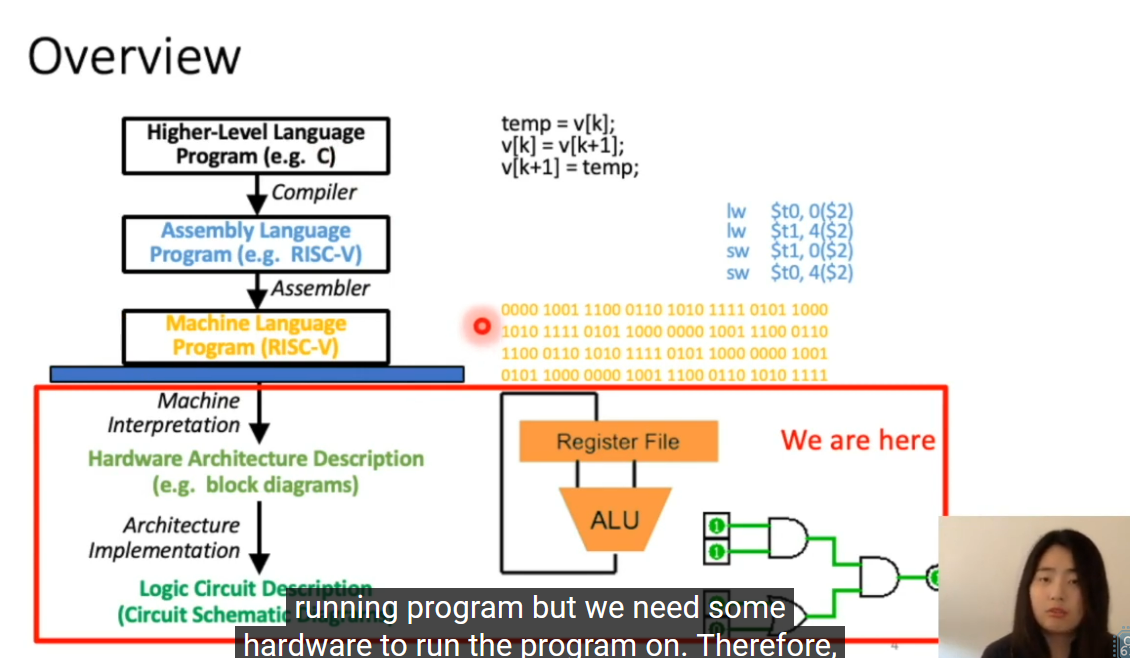 Overview
Higher-Level Language
Program (e.g. C)
Compiler
Assembly Language
Program (e.g. RISC-V)
Assembler
Machine Language
Program (RISC-V)
temp = v[k];
v[k] = v[k+1];
v[k+1] = temp;
lw $t0, 0($2)
lw $t1, 4($2)
sw $t1, 0($2)
sw $t0, 4($2)
0000 1001 1100 0110 1010 1111 0101 1000
1010 1111 0101 1000 0000 1001 1100 0110
1100 0110 1010 1111 0101 1000 0000 1001
0101 1000 0000 1001 1100 0110 1010 1111
Machine
Interpretation
Hardware Architecture Description
(e.g. block diagrams)
Architecture
Implementation
Logic Circuit Description
(Circuit Schematic
Register File
ALU
We are here
1
1
running program but we need some
hardware to run the program on. Therefore,
4